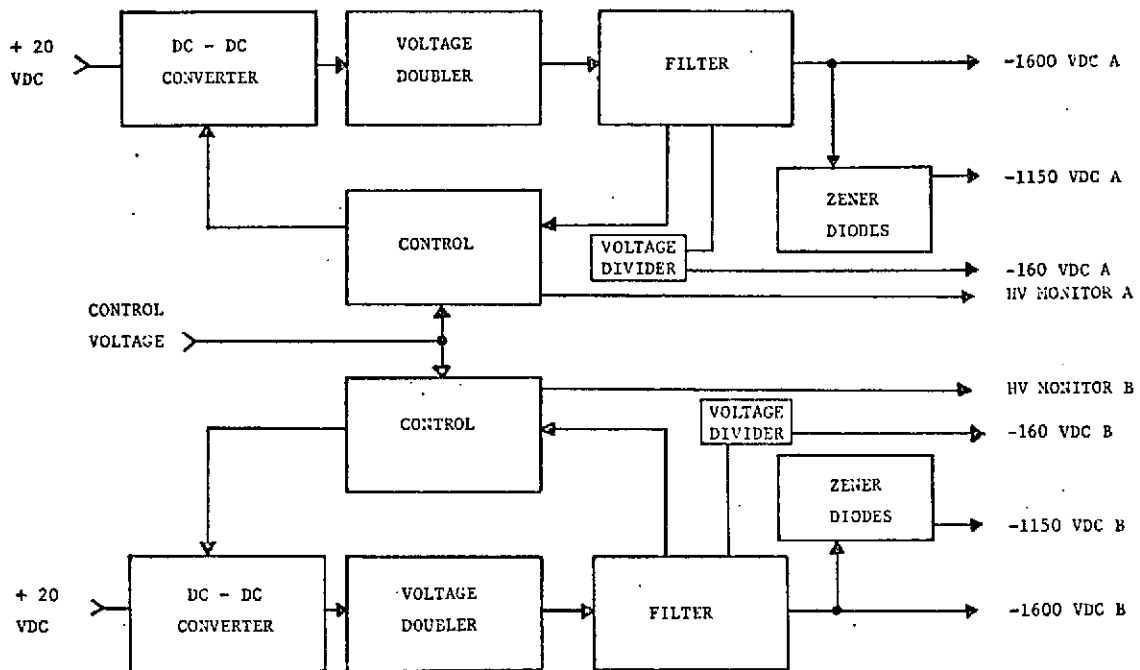 + 20
VDC
DC - DC
CONVERTER
VOLTAGE
DOUBLER
FILTER
-1600 VDC A
-1150 VDC A
ZENER
DIODES
CONTROL
VOLTAGE
DIVIDER
-160 VDC A
HV MONITOR A
CONTROL
VOLTAGE
HV MONITOR B
CONTROL
VOLTAGE
DIVIDER
-160 VDC B
ZENER
DIODES
-1150 VDC B
+ 20
VDC
DC - DC
CONVERTER
VOLTAGE
DOUBLER
FILTER
-1600 VDC B